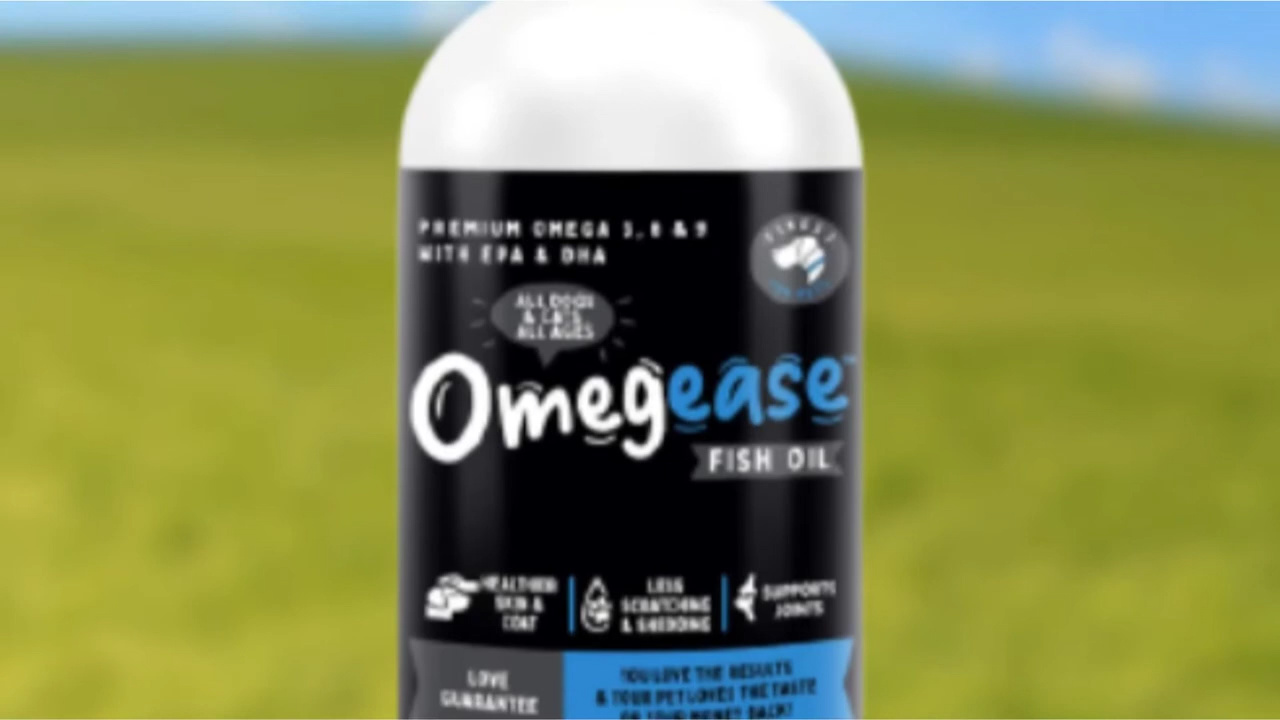 PREMIUM OMEGA 3, 6 & 9
WITH EPA & DHA
ALL DOGS
& CATS
ALL AGES
Omegease
FISH OIL
HEALTHIER
SKIN &
COAT
LESS
SCRATCHING
& SHEDDING
SUPPORTS
JOINTS
LOVE
GUARANTEE
YOU LOVE THE RESULTS
& YOUR PET LOVES THE TASTE
OR YOUR MONEY BACK!